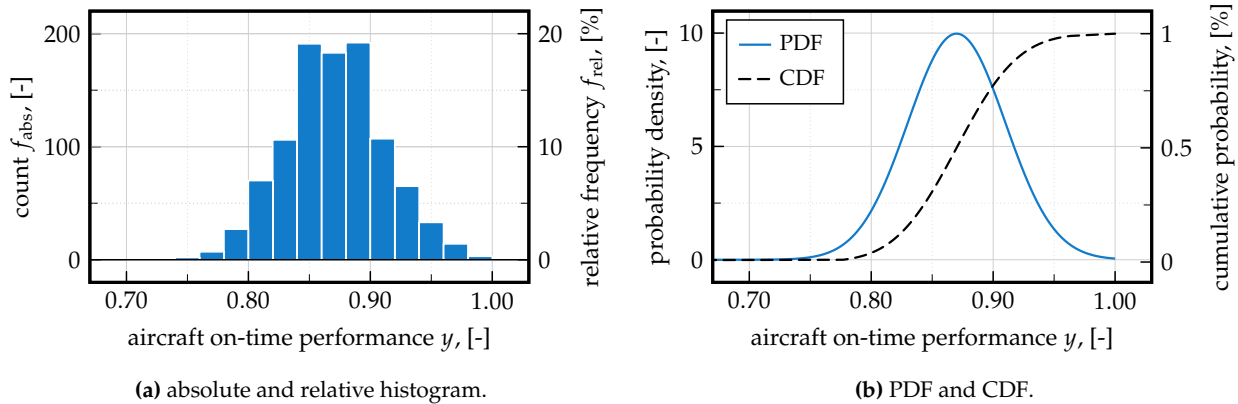 200
100
0
count f_abs, [-]
20
10
0
relative frequency f_rel, [%]
0.70 0.80 0.90 1.00
aircraft on-time performance y, [-]
(a) absolute and relative histogram.
10
5
0
probability density, [-]
PDF
CDF
1
0.5
0
cumulative probability, [%]
0.70 0.80 0.90 1.00
aircraft on-time performance y, [-]
(b) PDF and CDF.